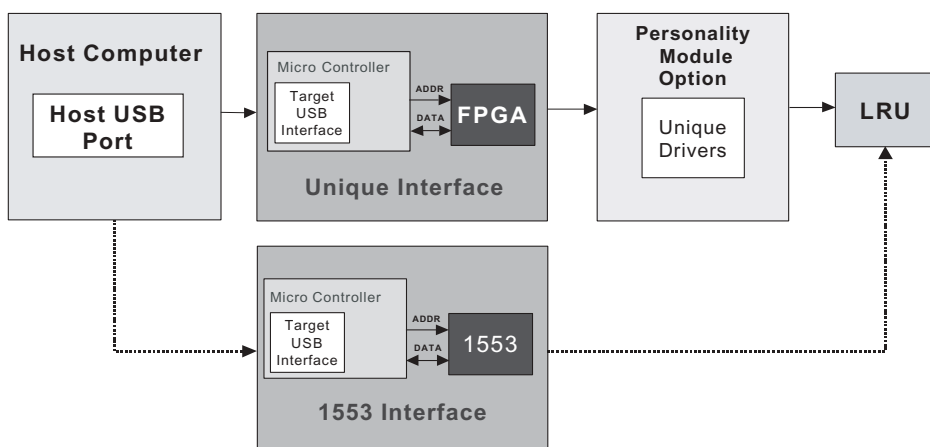 Host Computer
Host USB
Port
Micro Controller
Target
USB
Interface
ADDR
DATA
FPGA
Unique Interface
Personality
Module
Option
Unique
Drivers
LRU
Micro Controller
Target
USB
Interface
ADDR
DATA
1553
1553 Interface